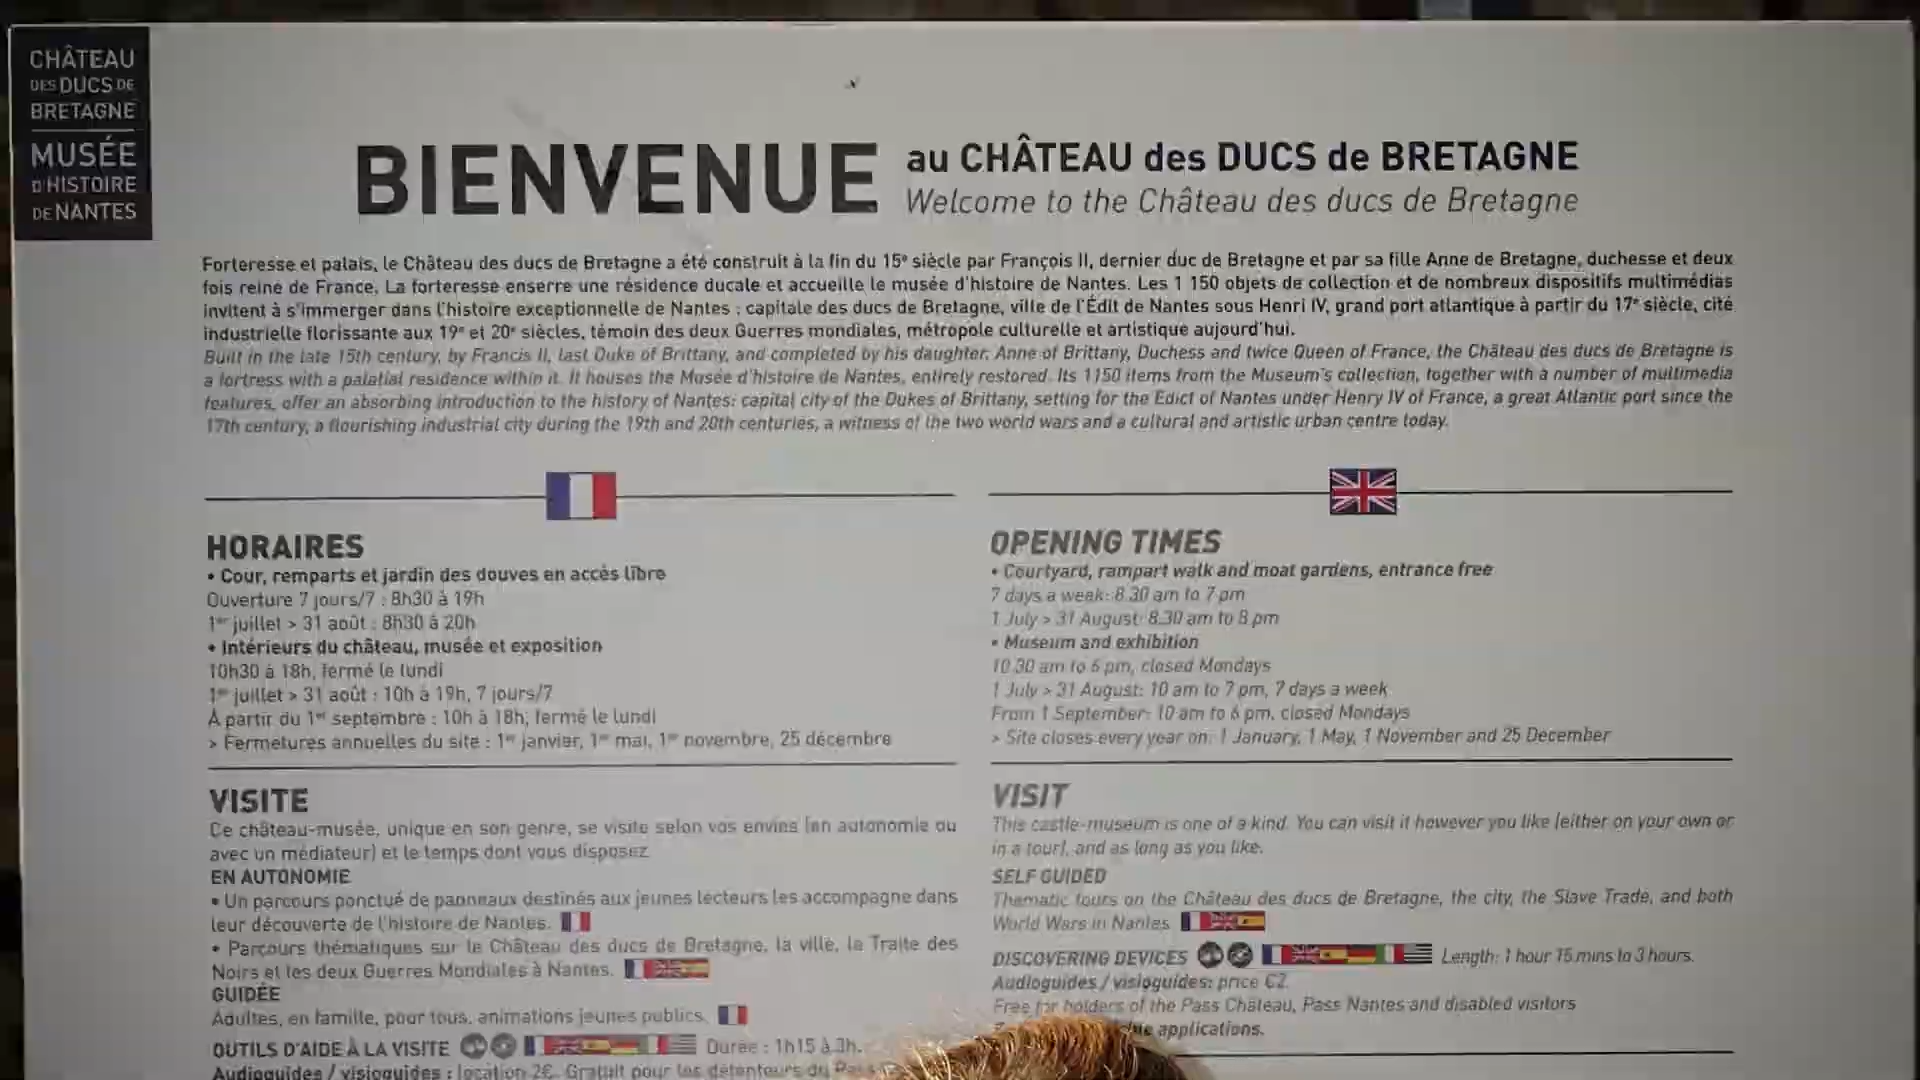 CHÂTEAU
DES DUCS DE
BRETAGNE
MUSÉE
D'HISTOIRE
DE NANTES
BIENVENUE au CHÂTEAU des DUCS de BRETAGNE
Welcome to the Château des ducs de Bretagne
Forteresse et palais, le Château des ducs de Bretagne a été construit à la fin du 15e siècle par François II, dernier duc de Bretagne et par sa fille Anne de Bretagne, duchesse et deux
fois reine de France. La forteresse enserre une résidence ducale et accueille le musée d'histoire de Nantes. Les 1 150 objets de collection et de nombreux dispositifs multimédias
invitent à s'immerger dans l'histoire exceptionnelle de Nantes : capitale des ducs de Bretagne, ville de l'Édit de Nantes sous Henri IV, grand port atlantique à partir du 17e siècle, cité
industrielle florissante aux 19e et 20e siècles, témoin des deux Guerres mondiales, métropole culturelle et artistique aujourd'hui.
Built in the late 15th century, by Francis II, last Duke of Brittany, and completed by his daughter, Anne of Brittany, Duchess and twice Queen of France, the Château des ducs de Bretagne is
a fortress with a palatial residence within it. It houses the Musée d'histoire de Nantes, entirely restored. Its 1150 items from the Museum's collection, together with a number of multimedia
features, offer an absorbing introduction to the history of Nantes: capital city of the Dukes of Brittany, setting for the Edict of Nantes under Henry IV of France, a great Atlantic port since the
17th century, a flourishing industrial city during the 19th and 20th centuries, a witness of the two world wars and a cultural and artistic urban centre today.
HORAIRES
• Cour, remparts et jardin des douves en accès libre
Ouverture 7 jours/7 : 8h30 à 19h
1er juillet > 31 août : 8h30 à 20h
• Intérieurs du château, musée et exposition
10h30 à 18h, fermé le lundi
1er juillet > 31 août : 10h à 19h, 7 jours/7
À partir du 1er septembre : 10h à 18h, fermé le lundi
> Fermetures annuelles du site : 1er janvier, 1er mai, 1er novembre, 25 décembre
VISITE
Ce château-musée, unique en son genre, se visite selon vos envies (en autonomie ou
avec un médiateur) et le temps dont vous disposez
EN AUTONOMIE
• Un parcours ponctué de panneaux destinés aux jeunes lecteurs les accompagne dans
leur découverte de l'histoire de Nantes.
• Parcours thématiques sur le Château des ducs de Bretagne, la ville, la Traite des
Noirs et les deux Guerres Mondiales à Nantes.
GUIDÉE
Adultes, en famille, pour tous, animations jeunes publics.
OUTILS D'AIDE À LA VISITE Durée : 1h15 à 3h.
Audioguides / visioguides : location 2€. Gratuit pour les détenteurs du Pass
OPENING TIMES
• Courtyard, rampart walk and moat gardens, entrance free
7 days a week: 8.30 am to 7 pm
1 July > 31 August: 8.30 am to 8 pm
• Museum and exhibition
10.30 am to 6 pm, closed Mondays
1 July > 31 August: 10 am to 7 pm, 7 days a week
From 1 September: 10 am to 6 pm, closed Mondays
> Site closes every year on: 1 January, 1 May, 1 November and 25 December
VISIT
This castle-museum is one of a kind. You can visit it however you like (either on your own or
in a tour), and as long as you like.
SELF GUIDED
Thematic tours on the Château des ducs de Bretagne, the city, the Slave Trade, and both
World Wars in Nantes
DISCOVERING DEVICES Length: 1 hour 15 mins to 3 hours.
Audioguides / visioguides: price €2.
Free for holders of the Pass Château, Pass Nantes and disabled visitors
applications.